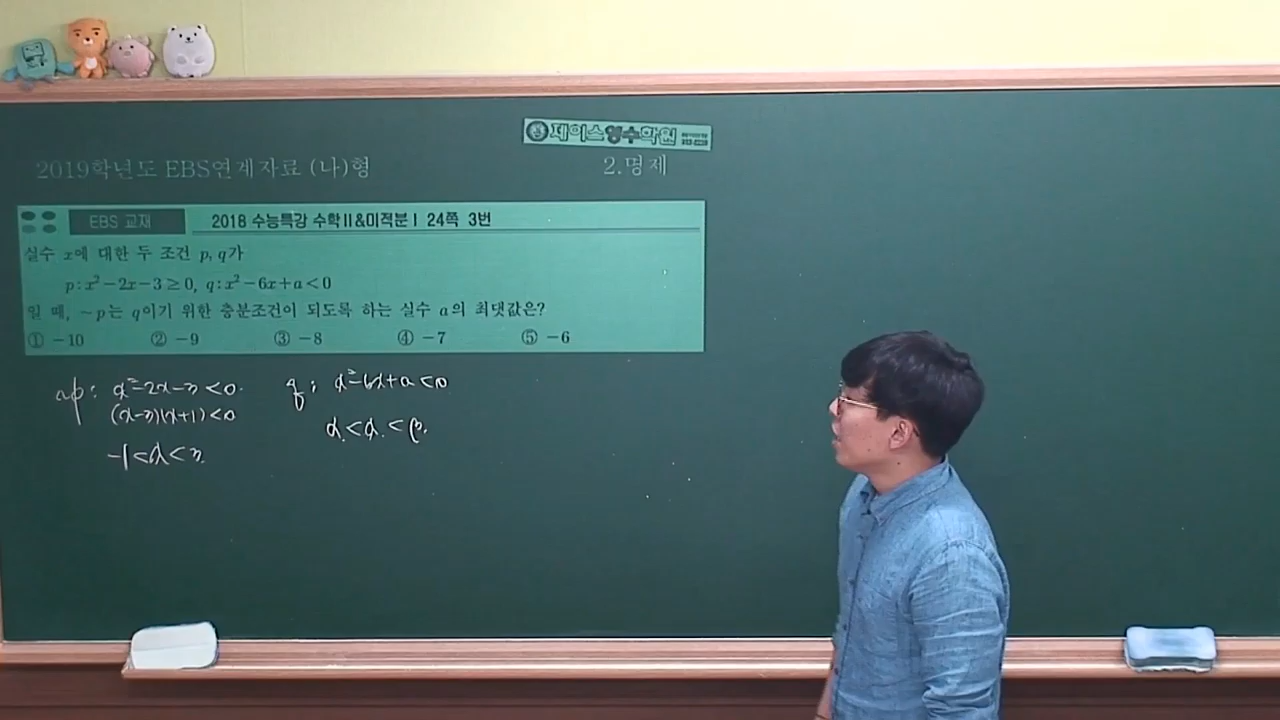 제이스영수학원
2019학년도 EBS연계자료 (나)형
2.명제
EBS 교재
2018 수능특강 수학Ⅱ&미적분Ⅰ 24쪽 3번
실수 x에 대한 두 조건 p, q가
p : x²-2x-3≥0, q : x²-6x+a<0
일 때, ~p는 q이기 위한 충분조건이 되도록 하는 실수 a의 최댓값은?
① -10 ② -9 ③ -8 ④ -7 ⑤ -6
~p : x²-2x-3<0.
(x-3)(x+1)<0
-1<x<3.
q : x²-6x+a<0
α<x<β.